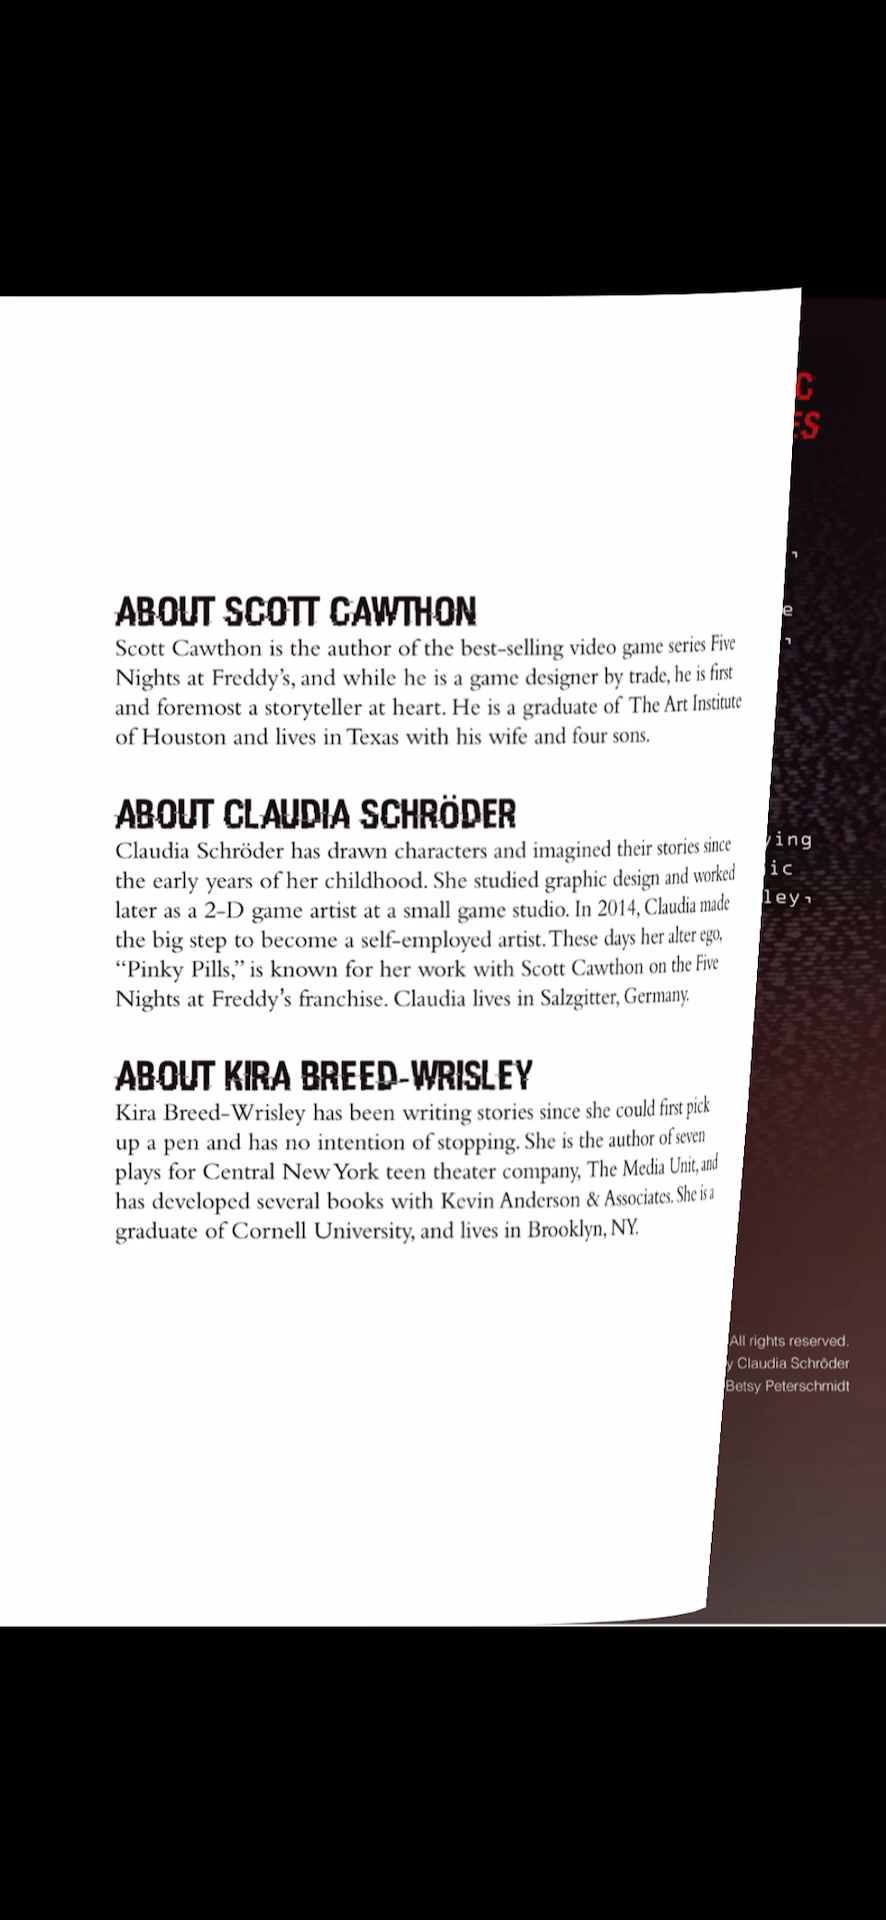 ABOUT SCOTT CAWTHON
Scott Cawthon is the author of the best-selling video game series Five
Nights at Freddy's, and while he is a game designer by trade, he is first
and foremost a storyteller at heart. He is a graduate of The Art Institute
of Houston and lives in Texas with his wife and four sons.
ABOUT CLAUDIA SCHRÖDER
Claudia Schröder has drawn characters and imagined their stories since
the early years of her childhood. She studied graphic design and worked
later as a 2-D game artist at a small game studio. In 2014, Claudia made
the big step to become a self-employed artist. These days her alter ego,
“Pinky Pills,” is known for her work with Scott Cawthon on the Five
Nights at Freddy's franchise. Claudia lives in Salzgitter, Germany.
ABOUT KIRA BREED-WRISLEY
Kira Breed-Wrisley has been writing stories since she could first pick
up a pen and has no intention of stopping. She is the author of seven
plays for Central New York teen theater company, The Media Unit, and
has developed several books with Kevin Anderson & Associates. She is a
graduate of Cornell University, and lives in Brooklyn, NY.
All rights reserved.
y Claudia Schröder
Betsy Peterschmidt